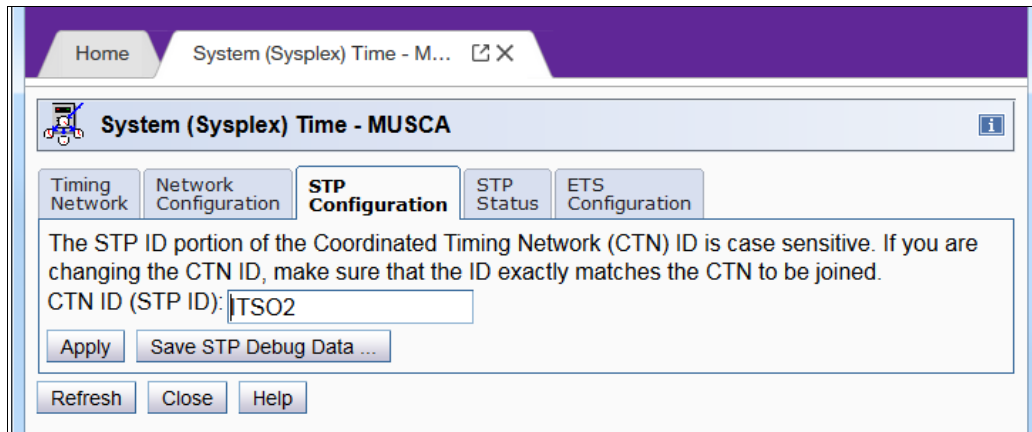 Home
System (Sysplex) Time - M...
System (Sysplex) Time - MUSCA
i
Timing Network
Network Configuration
STP Configuration
STP Status
ETS Configuration
The STP ID portion of the Coordinated Timing Network (CTN) ID is case sensitive. If you are
changing the CTN ID, make sure that the ID exactly matches the CTN to be joined.
CTN ID (STP ID): ITSO2
Apply
Save STP Debug Data ...
Refresh
Close
Help